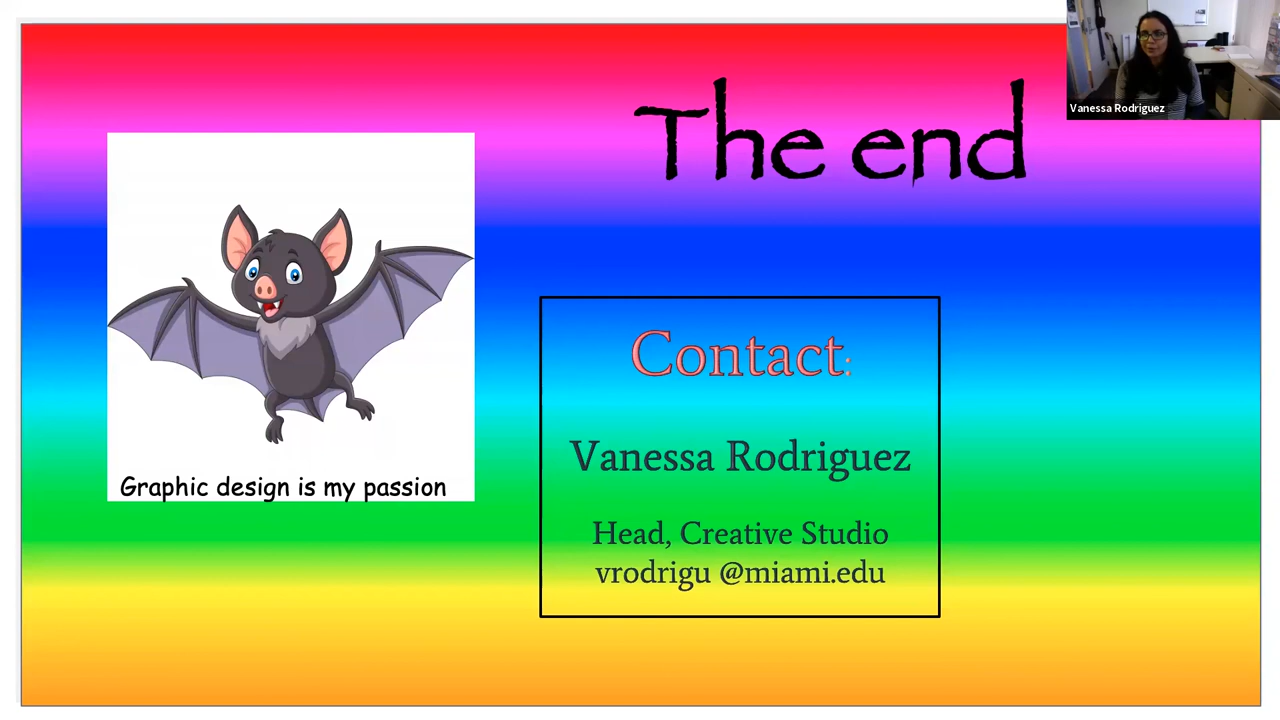 The end
Vanessa Rodriguez
Graphic design is my passion
Contact:
Vanessa Rodriguez
Head, Creative Studio
vrodrigu @miami.edu